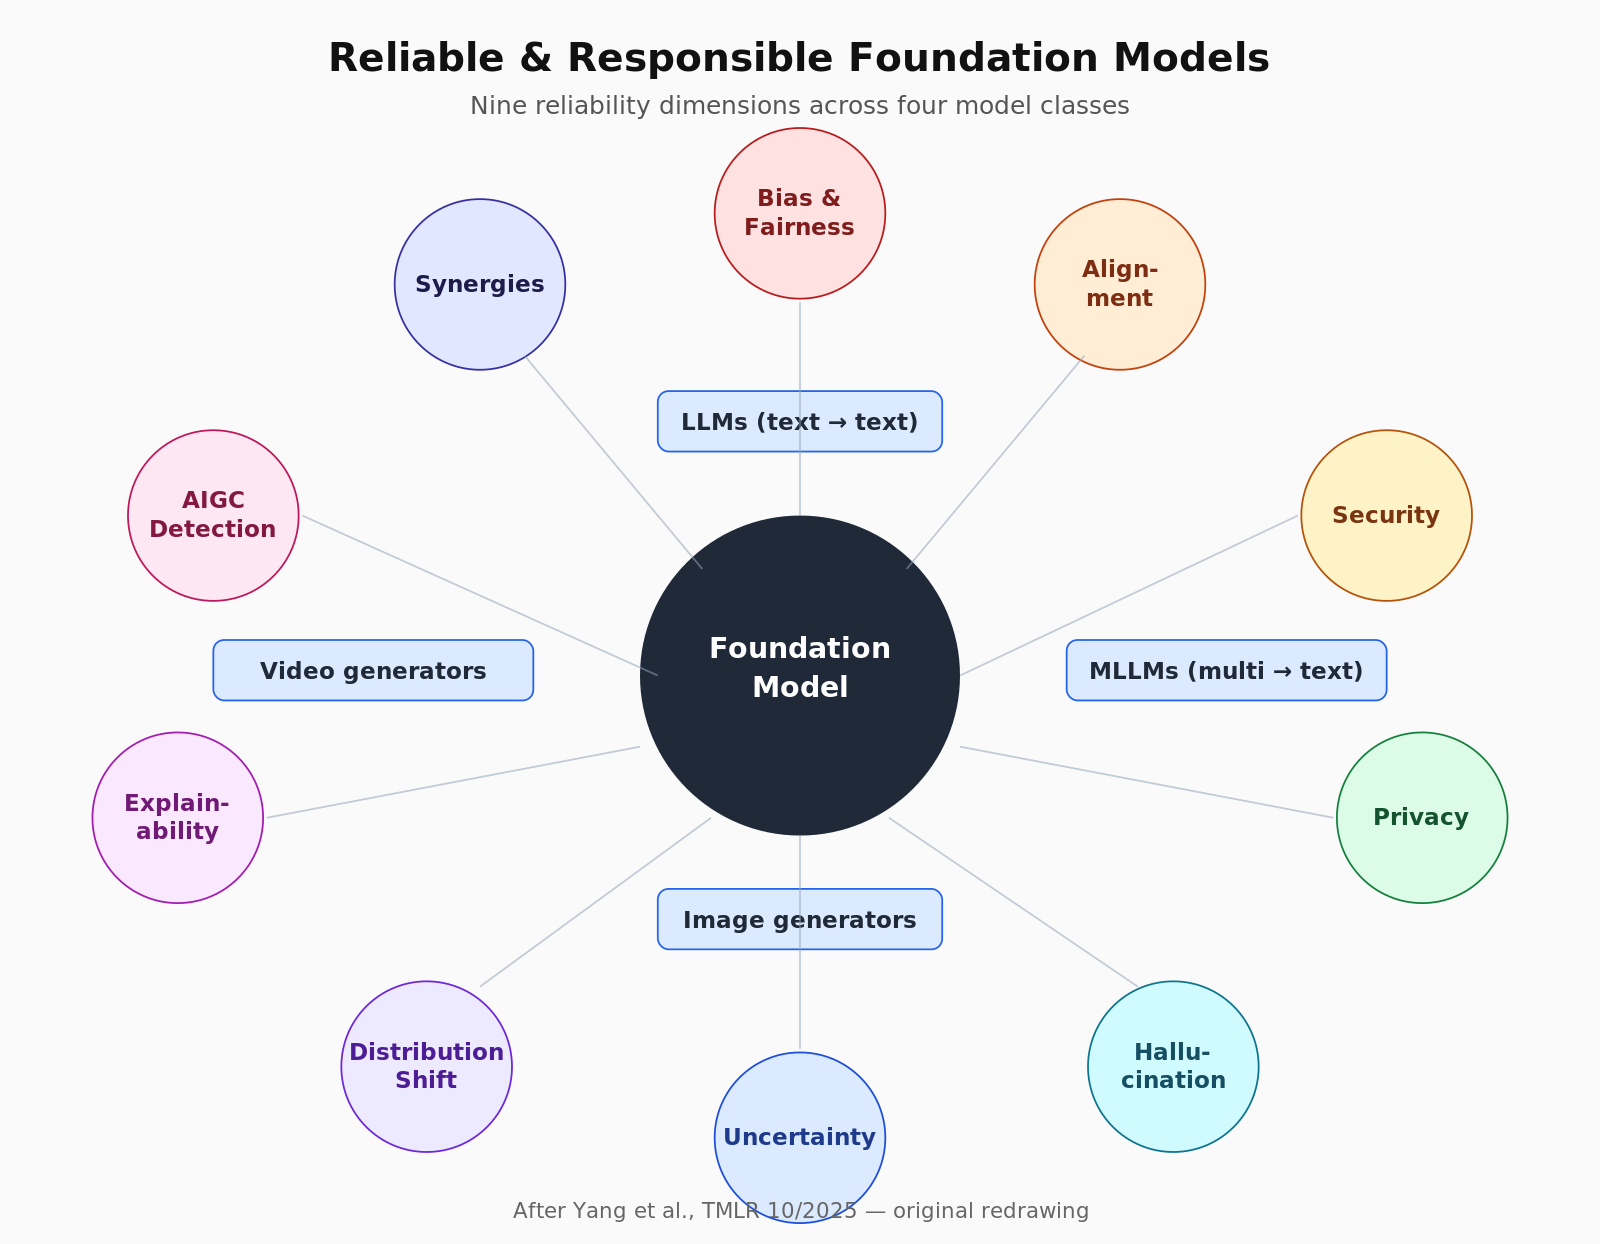 Reliable & Responsible Foundation Models
Nine reliability dimensions across four model classes
Bias &
Fairness
Synergies
Align-
ment
LLMs (text → text)
AIGC
Detection
Security
Foundation
Model
Video generators
MLLMs (multi → text)
Explain-
ability
Privacy
Image generators
Distribution
Shift
Hallu-
cination
Uncertainty
After Yang et al., TMLR 10/2025 — original redrawing